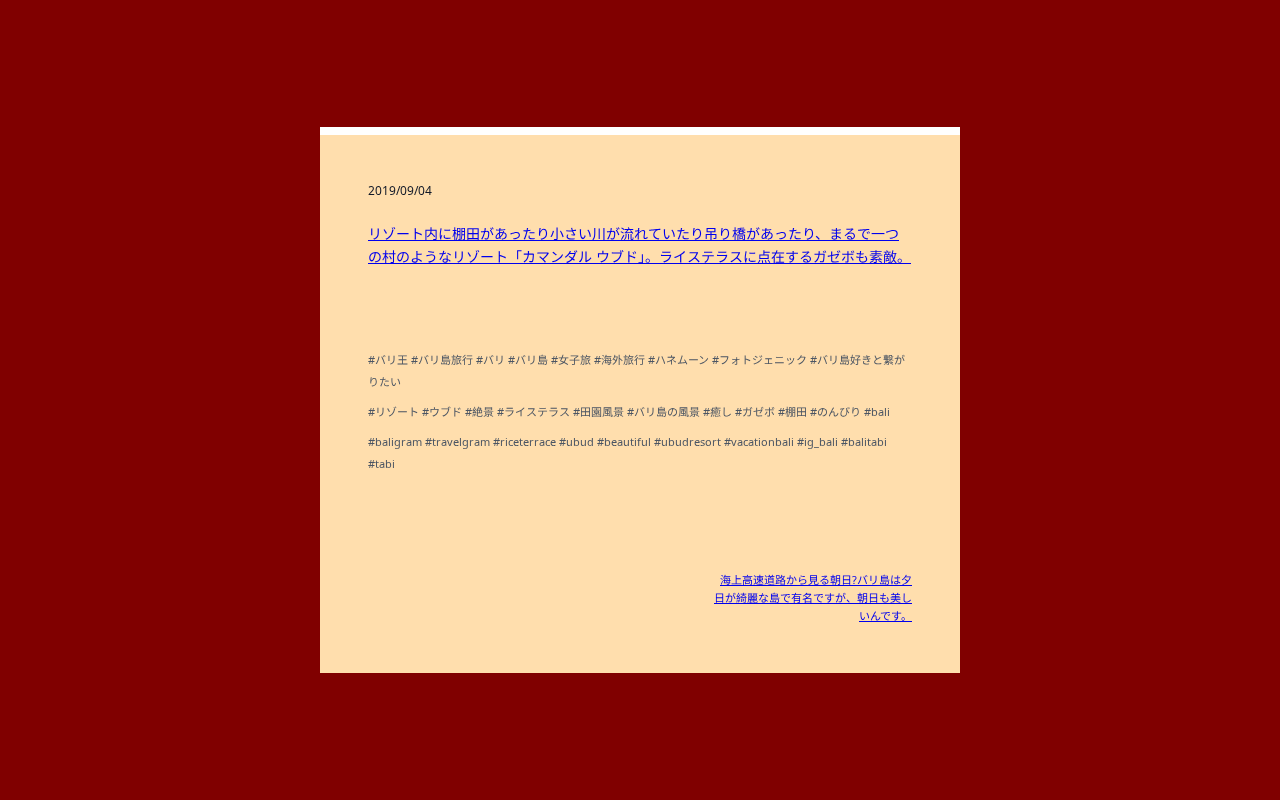 2019/09/04
リゾート内に棚田があったり小さい川が流れていたり吊り橋があったり、まるで一つ
の村のようなリゾート「カマンダル ウブド」。ライステラスに点在するガゼボも素敵。
#バリ王 #バリ島旅行 #バリ #バリ島 #女子旅 #海外旅行 #ハネムーン #フォトジェニック #バリ島好きと繋が
りたい
#リゾート #ウブド #絶景 #ライステラス #田園風景 #バリ島の風景 #癒し #ガゼボ #棚田 #のんびり #bali
#baligram #travelgram #riceterrace #ubud #beautiful #ubudresort #vacationbali #ig_bali #balitabi
#tabi
海上高速道路から見る朝日?バリ島は夕
日が綺麗な島で有名ですが、朝日も美し
いんです。